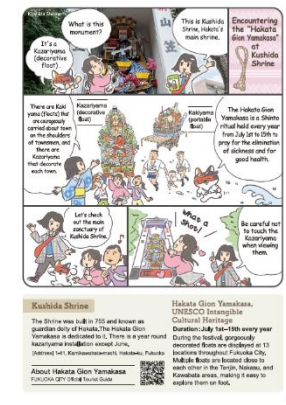 Kushida Shrine
What is this
monument?
It's a
Kazariyama
(decorative
float).
This is Kushida
Shrine, Hakata's
main shrine.
Encountering
the "Hakata
Gion
Yamakasa"
at
Kushida
Shrine
There are Kaki
yama (floats) that
are courageously
carried about town
on the shoulders
of townsmen, and
there are
Kazariyama
that decorate
each town.
Kazariyama
(decorative
float)
Kakiyama
(portable
float)
The Hakata Gion
Yamakasa is a Shinto
ritual held every year
from July 1st to 15th to
pray for the elimination
of sickness and for
good health.
Let's check
out the
main sanctuary
of Kushida Shrine.
What a
shot!
Be careful not
to touch the
Kazariyama
when viewing
them.
Kushida Shrine
The Shrine was built in 755 and known as
guardian deity of Hakata,The Hakata Gion
Yamakasa is dedicated to it, There is a year round
kazariyama installation except June,
[Address] 1-41, Kamikawabatamachi, Hakata-ku, Fukuoka
About Hakata Gion Yamakasa
FUKUOKA CITY Official Tourist Guide
Hakata Gion Yamakasa,
UNESCO Intangible
Cultural Heritage
Duration: July 1st–15th every year
During the festival, gorgeously
decorated floats are displayed at 13
locations throughout Fukuoka City,
Multiple floats are located close to
each other in the Tenjin, Nakasu, and
Kawabata areas, making it easy to
explore them on foot,